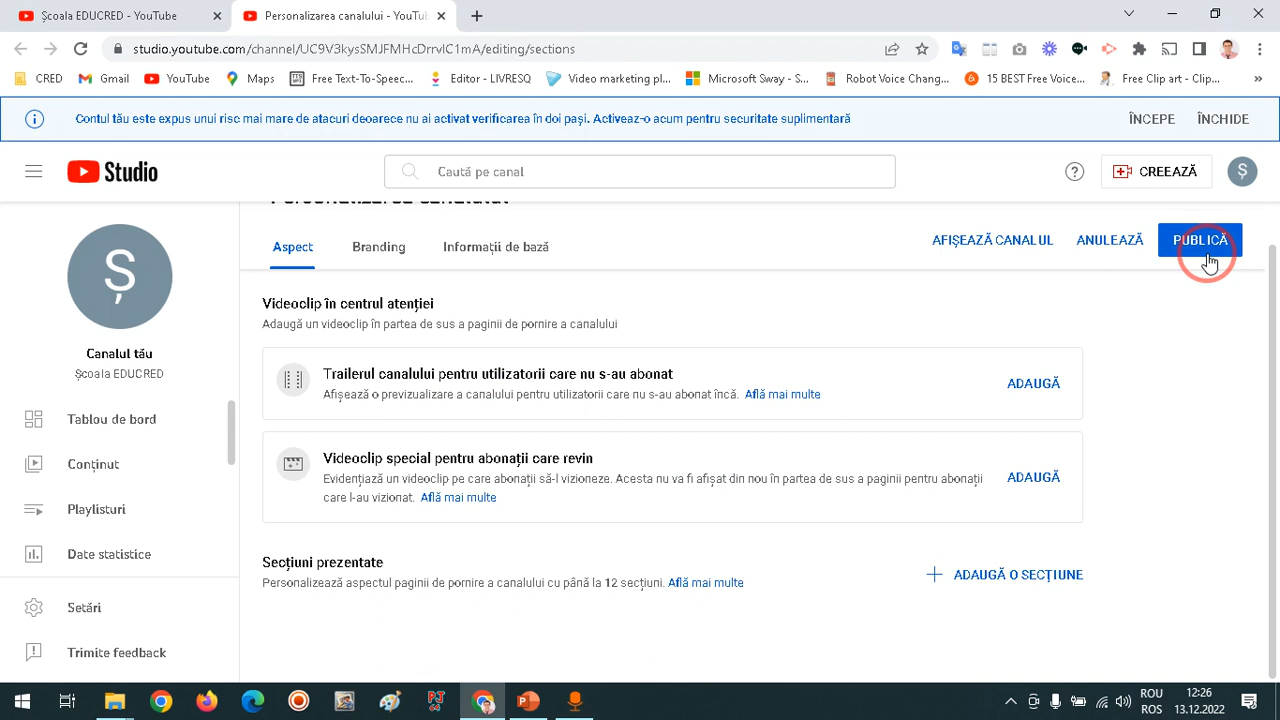 Școala EDUCRED - YouTube
Personalizarea canalului - YouTu
studio.youtube.com/channel/UC9V3kysSMJFMHcDrrvlC1mA/editing/sections
CRED
Gmail
YouTube
Maps
Free Text-To-Speec...
Editor - LIVRESQ
Video marketing pl...
Microsoft Sway - S...
Robot Voice Chang...
15 BEST Free Voice...
Free Clip art – Clip...
»
Contul tău este expus unui risc mai mare de atacuri deoarece nu ai activat verificarea în doi pași. Activeaz-o acum pentru securitate suplimentară
ÎNCEPE
ÎNCHIDE
Studio
Caută pe canal
CREEAZĂ
Ș
Personalizarea canalului
Aspect
Branding
Informații de bază
AFIȘEAZĂ CANALUL
ANULEAZĂ
PUBLICĂ
Ș
Canalul tău
Școala EDUCRED
Tablou de bord
Conținut
Playlisturi
Date statistice
Setări
Trimite feedback
Videoclip în centrul atenției
Adaugă un videoclip în partea de sus a paginii de pornire a canalului
Trailerul canalului pentru utilizatorii care nu s-au abonat
Afișează o previzualizare a canalului pentru utilizatorii care nu s-au abonat încă. Află mai multe
ADAUGĂ
Videoclip special pentru abonații care revin
Evidențiază un videoclip pe care abonații să-l vizioneze. Acesta nu va fi afișat din nou în partea de sus a paginii pentru abonații
care l-au vizionat. Află mai multe
ADAUGĂ
Secțiuni prezentate
Personalizează aspectul paginii de pornire a canalului cu până la 12 secțiuni. Află mai multe
ADAUGĂ O SECȚIUNE
ROU
ROS
12:26
13.12.2022